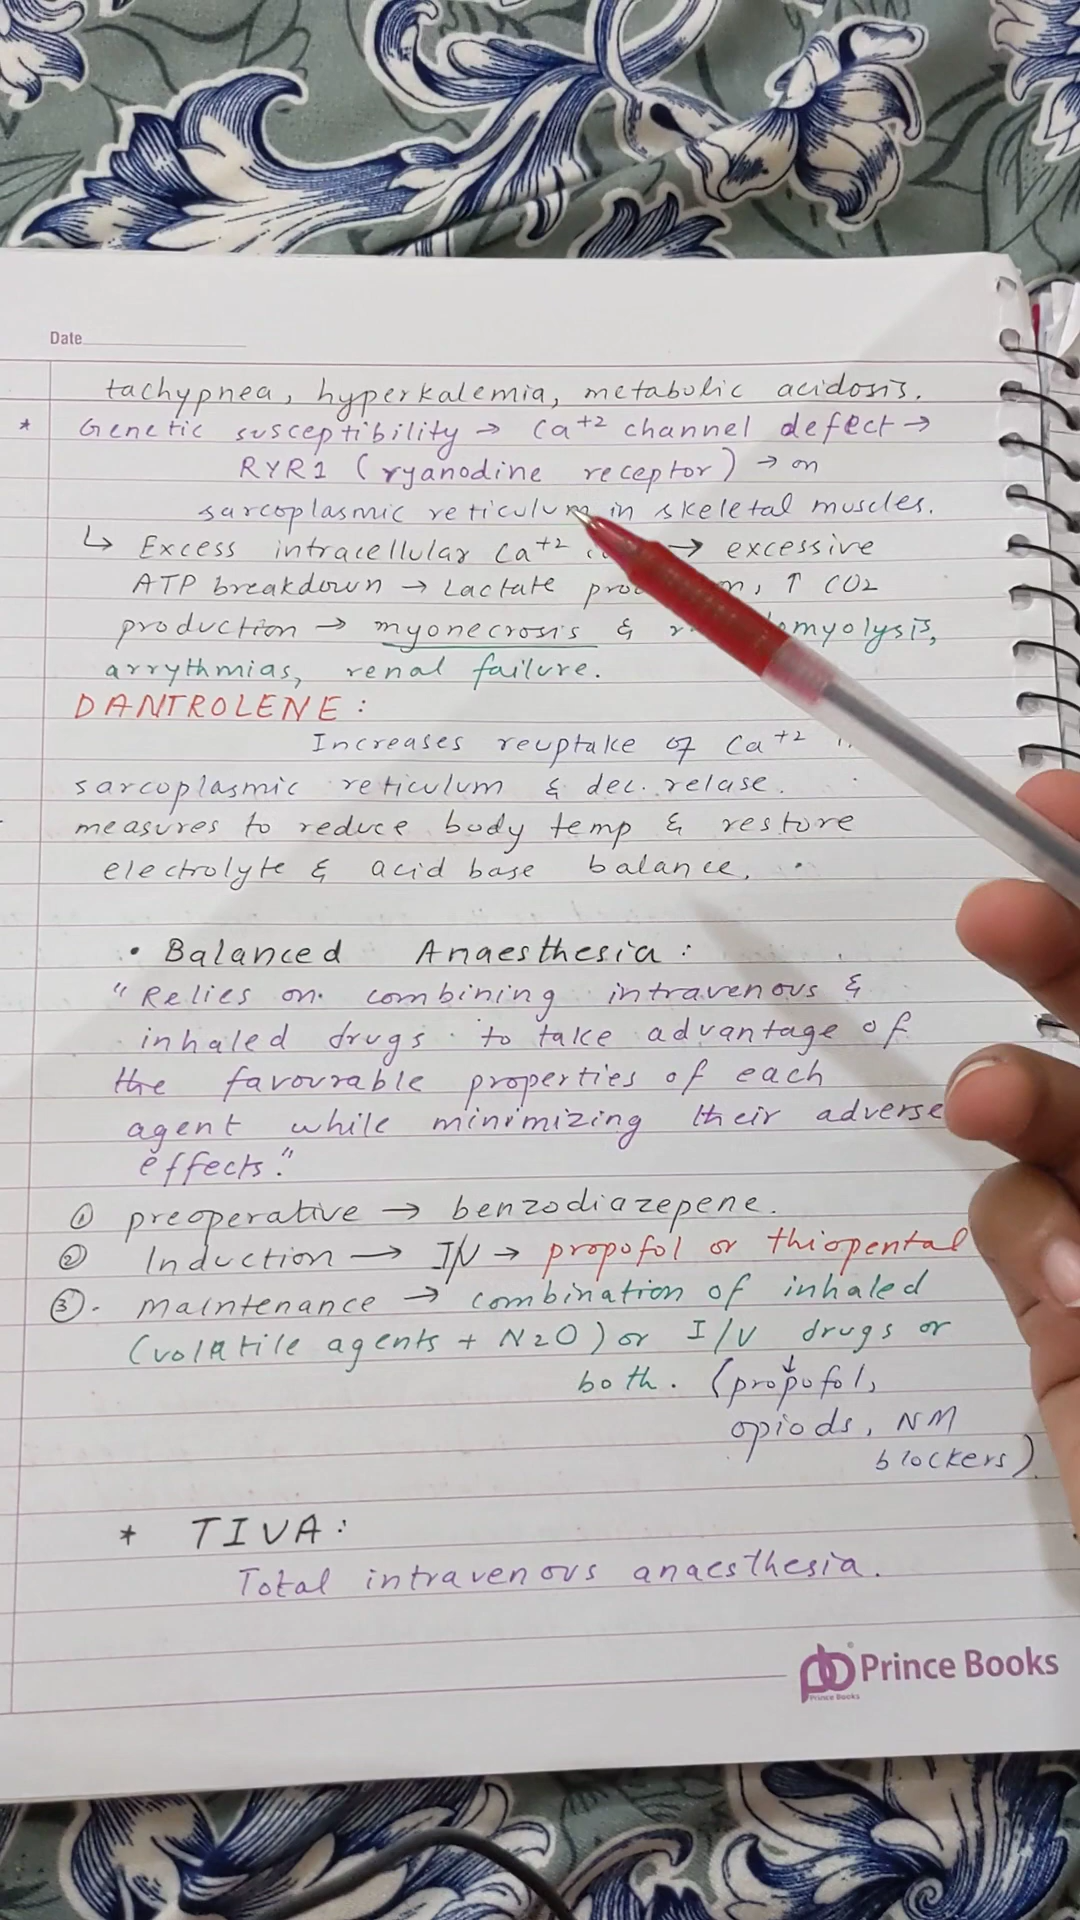 Date
tachypnea, hyperkalemia, metabolic acidosis.
* Genetic susceptibility → Ca+2 channel defect →
RYR1 (ryanodine receptor) → on
sarcoplasmic reticulum in skeletal muscles.
↳ Excess intracellular Ca+2 → excessive
ATP breakdown → Lactate , ↑ CO2
production → myonecrosis &
arrythmias, renal failure.
DANTROLENE :
Increases reuptake of Ca+2
sarcoplasmic reticulum & dec. relase.
measures to reduce body temp & restore
electrolyte & acid base balance.
• Balanced Anaesthesia :
"Relies on combining intravenous &
inhaled drugs to take advantage of
the favourable properties of each
agent while minimizing their adverse
effects."
① preoperative → benzodiazepene.
② Induction → I/V → propofol or thiopental
③. maintenance → combination of inhaled
(volatile agents + N2O) or I/V drugs or
both. (propofol,
opiods, NM
blockers)
* TIVA :
Total intravenous anaesthesia.
Prince Books
Prince Books